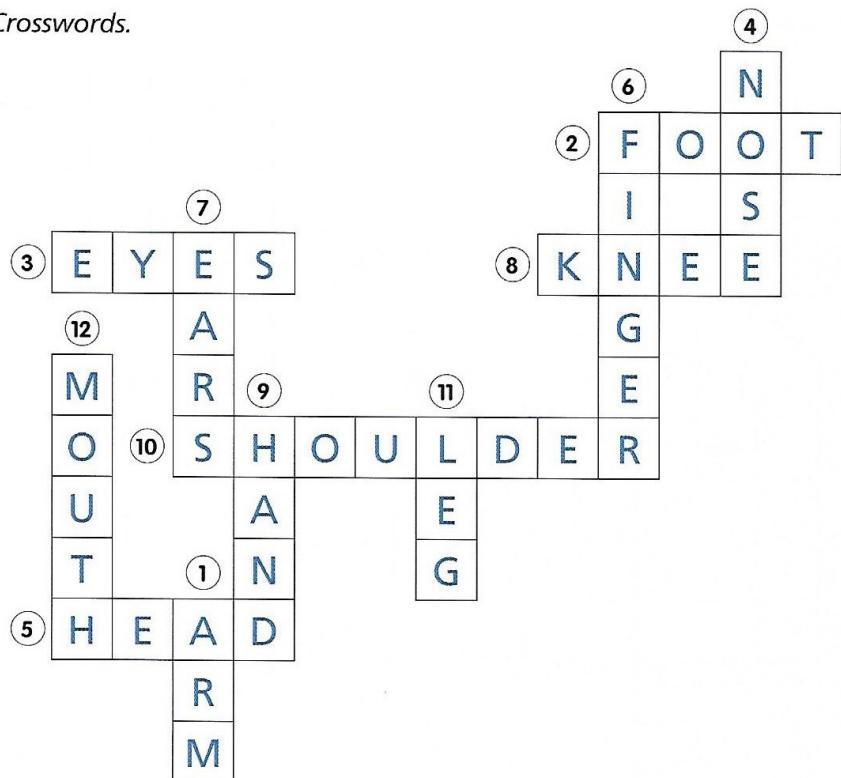 Crosswords.
4
6 N
2 F O O T
7 I S
3 E Y E S 8 K N E E
12 A G
M R 9 11 E
O 10 S H O U L D E R
U A E
T 1 N G
5 H E A D
R
M